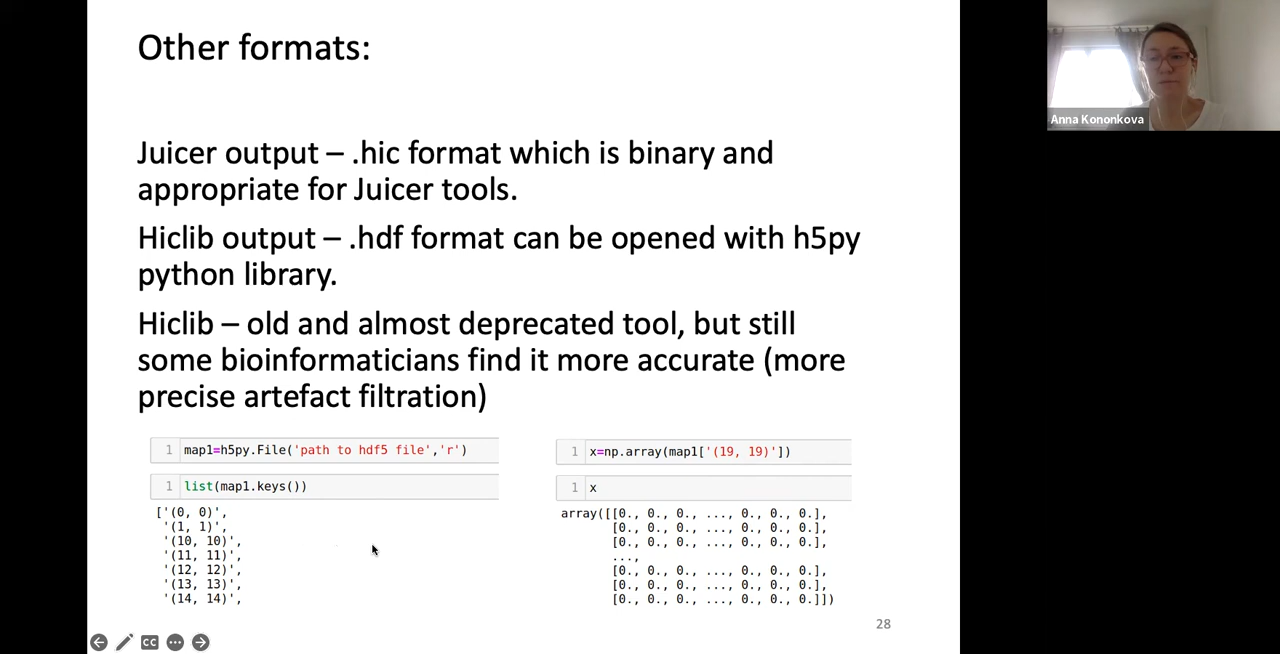 Other formats:
Anna Kononkova
Juicer output – .hic format which is binary and
appropriate for Juicer tools.
Hiclib output – .hdf format can be opened with h5py
python library.
Hiclib – old and almost deprecated tool, but still
some bioinformaticians find it more accurate (more
precise artefact filtration)
1 map1=h5py.File('path to hdf5 file','r')
1 list(map1.keys())
['(0, 0)',
'(1, 1)',
'(10, 10)',
'(11, 11)',
'(12, 12)',
'(13, 13)',
'(14, 14)',
1 x=np.array(map1['(19, 19)'])
1 x
array([[0., 0., 0., ..., 0., 0., 0.],
[0., 0., 0., ..., 0., 0., 0.],
[0., 0., 0., ..., 0., 0., 0.],
...,
[0., 0., 0., ..., 0., 0., 0.],
[0., 0., 0., ..., 0., 0., 0.],
[0., 0., 0., ..., 0., 0., 0.]])
28
CC